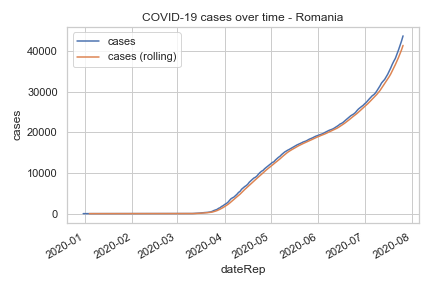 COVID-19 cases over time - Romania
cases
cases (rolling)
40000
30000
20000
10000
0
cases
2020-01
2020-02
2020-03
2020-04
2020-05
2020-06
2020-07
2020-08
dateRep